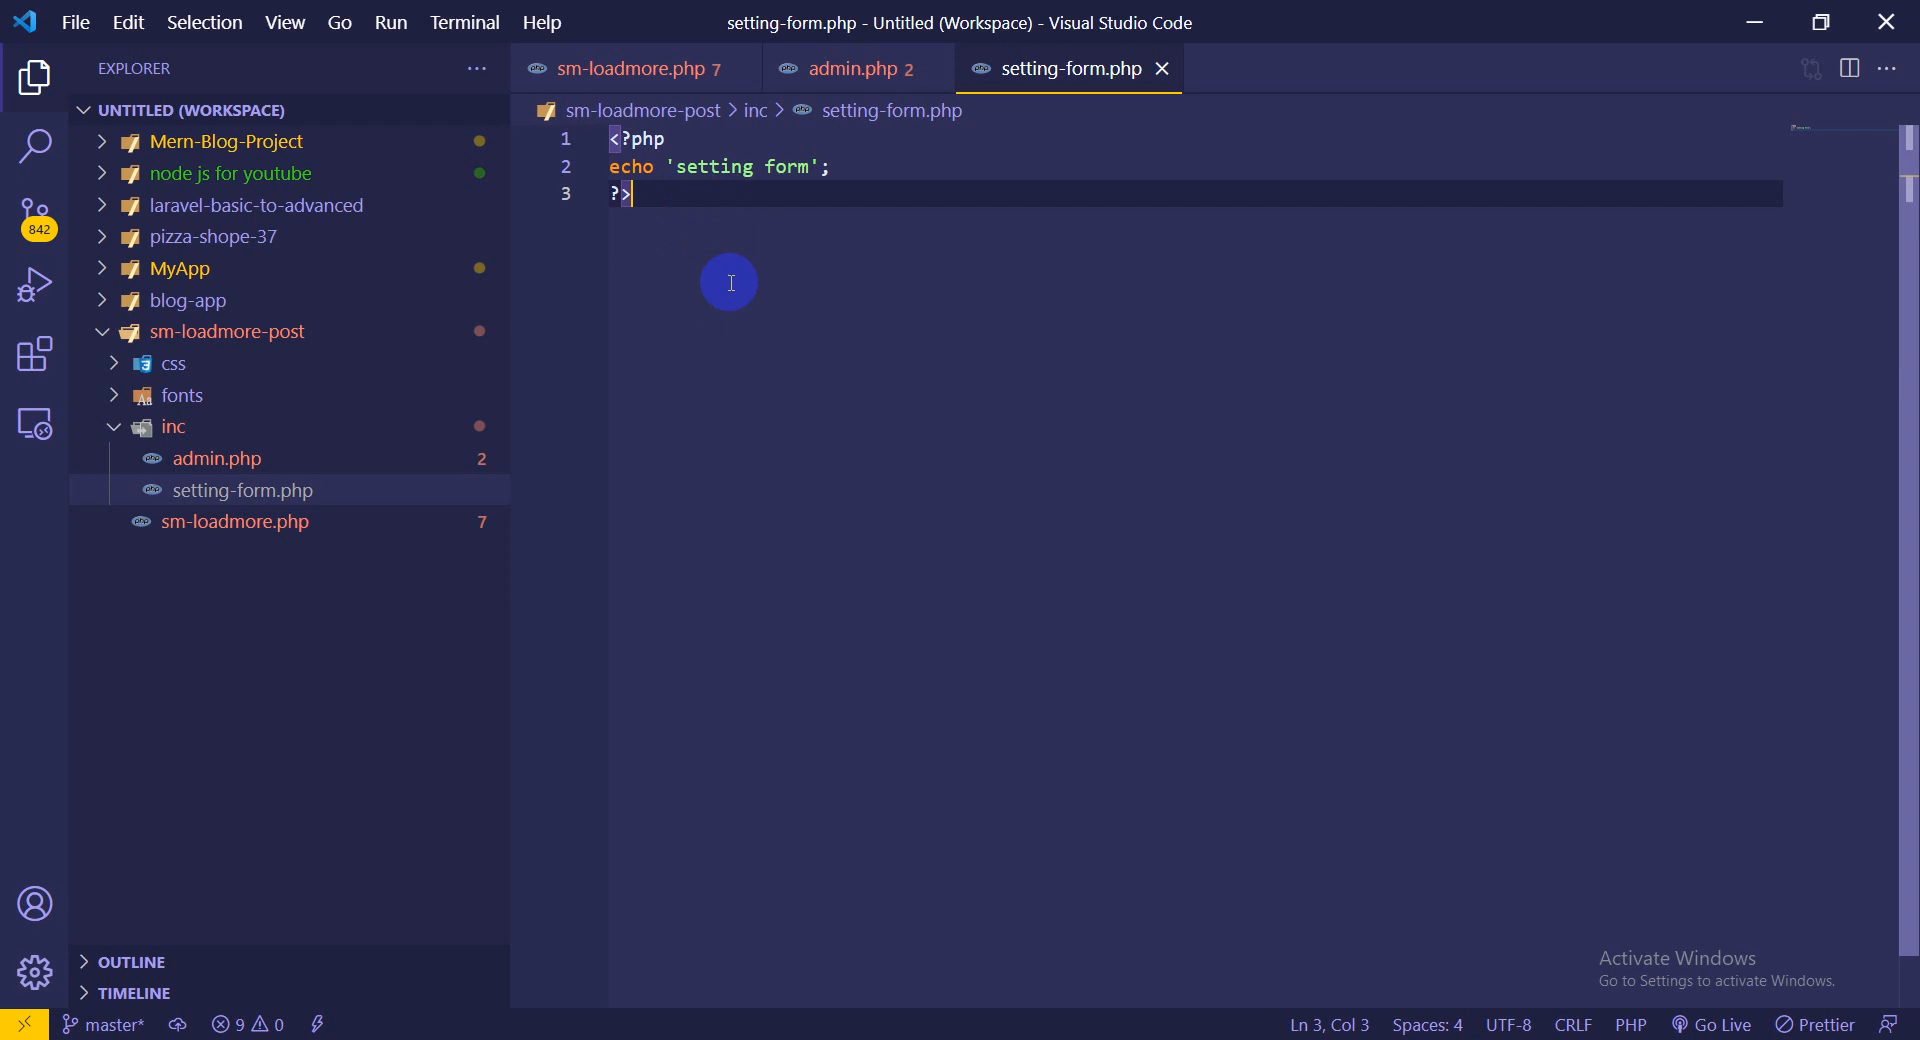 File Edit Selection View Go Run Terminal Help
setting-form.php - Untitled (Workspace) - Visual Studio Code
EXPLORER
sm-loadmore.php 7
admin.php 2
setting-form.php
UNTITLED (WORKSPACE)
Mern-Blog-Project
node js for youtube
laravel-basic-to-advanced
pizza-shope-37
MyApp
blog-app
sm-loadmore-post
css
fonts
inc
admin.php 2
setting-form.php
sm-loadmore.php 7
842
sm-loadmore-post > inc > setting-form.php
1 <?php
2 echo 'setting form';
3 ?>
OUTLINE
TIMELINE
Activate Windows
Go to Settings to activate Windows.
master* 9 0
Ln 3, Col 3 Spaces: 4 UTF-8 CRLF PHP Go Live Prettier